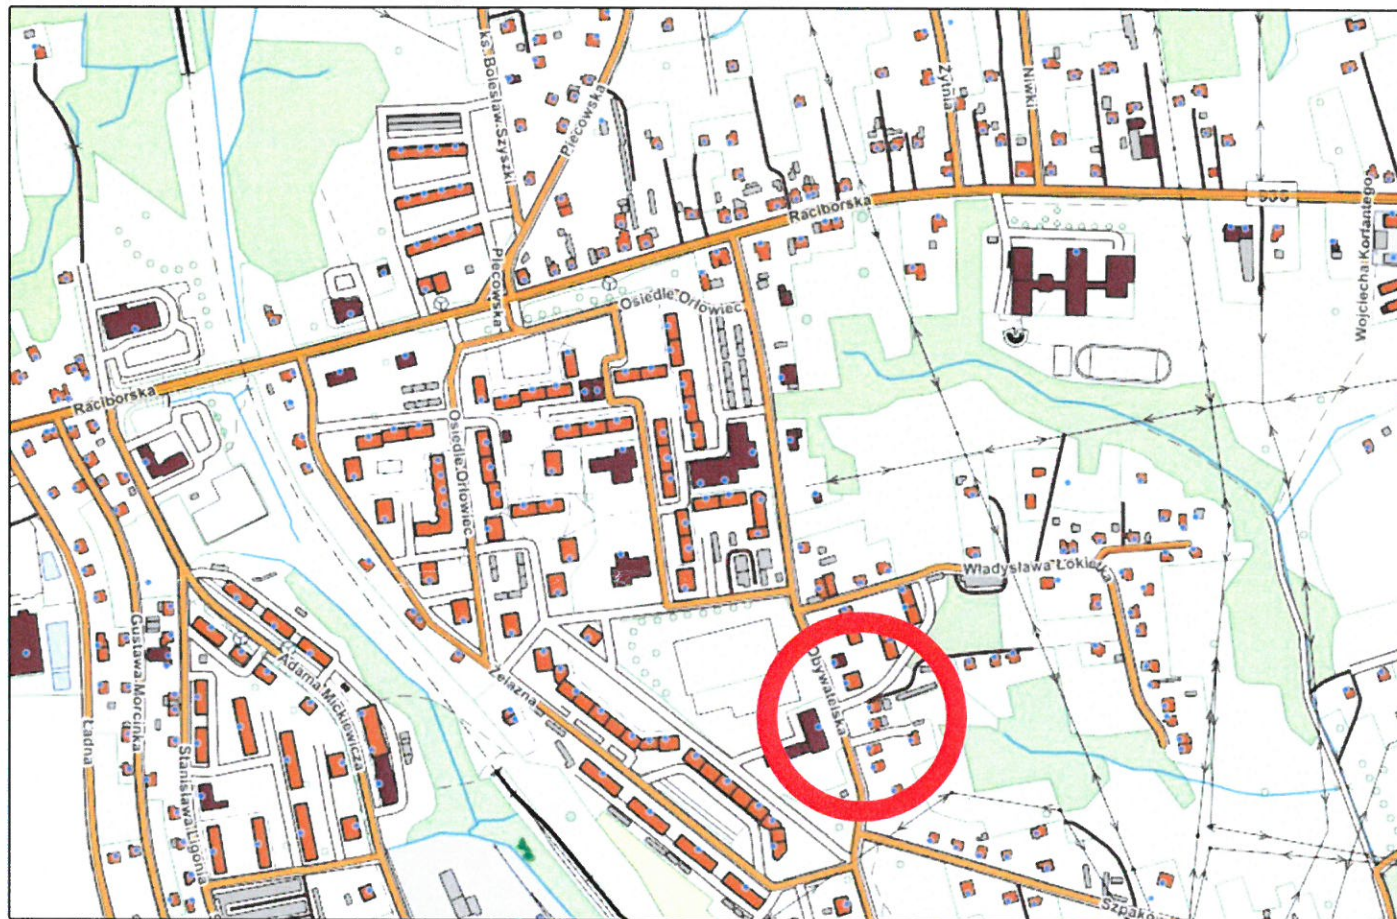 ks. Bolesław Szyszki
Piecowska
Żytnia
Niwki
Raciborska
Wojciecha Korfantego
Piecowska
Osiedle Orłowiec
Raciborska
Osiedle Orłowiec
Władysława Łokietka
Obywatelska
Żelazna
Adama Mickiewicza
Gustawa Morcinka
Ładna
Stanisława Ligonia